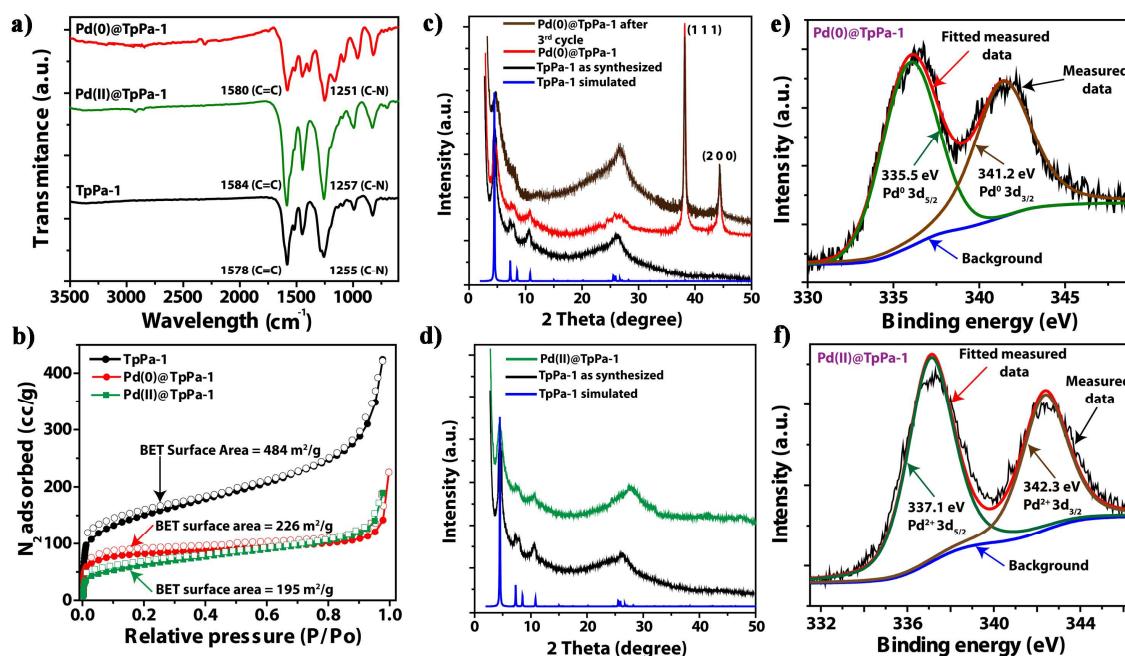 a)
Pd(0)@TpPa-1
1580 (C=C)
1251 (C-N)
Pd(II)@TpPa-1
1584 (C=C)
1257 (C-N)
TpPa-1
1578 (C=C)
1255 (C-N)
Transmitance (a.u.)
3500 3000 2500 2000 1500 1000
Wavelength (cm-1)
b)
TpPa-1
Pd(0)@TpPa-1
Pd(II)@TpPa-1
BET Surface Area = 484 m²/g
BET surface area = 226 m²/g
BET surface area = 195 m²/g
N2 adsorbed (cc/g)
400
300
200
100
0
0.0 0.2 0.4 0.6 0.8 1.0
Relative pressure (P/Po)
c)
Pd(0)@TpPa-1 after
3rd cycle
Pd(0)@TpPa-1
TpPa-1 as synthesized
TpPa-1 simulated
(1 1 1)
(2 0 0)
Intensity (a.u.)
0 10 20 30 40 50
2 Theta (degree)
d)
Pd(II)@TpPa-1
TpPa-1 as synthesized
TpPa-1 simulated
Intensity (a.u.)
0 10 20 30 40 50
2 Theta (degree)
e)
Pd(0)@TpPa-1
Fitted measured
data
Measured
data
335.5 eV
Pd0 3d5/2
341.2 eV
Pd0 3d3/2
Background
Intensity (a.u.)
330 335 340 345
Binding energy (eV)
f)
Pd(II)@TpPa-1
Fitted measured
data
Measured
data
337.1 eV
Pd2+ 3d5/2
342.3 eV
Pd2+ 3d3/2
Background
Intensity (a.u.)
332 336 340 344
Binding energy (eV)